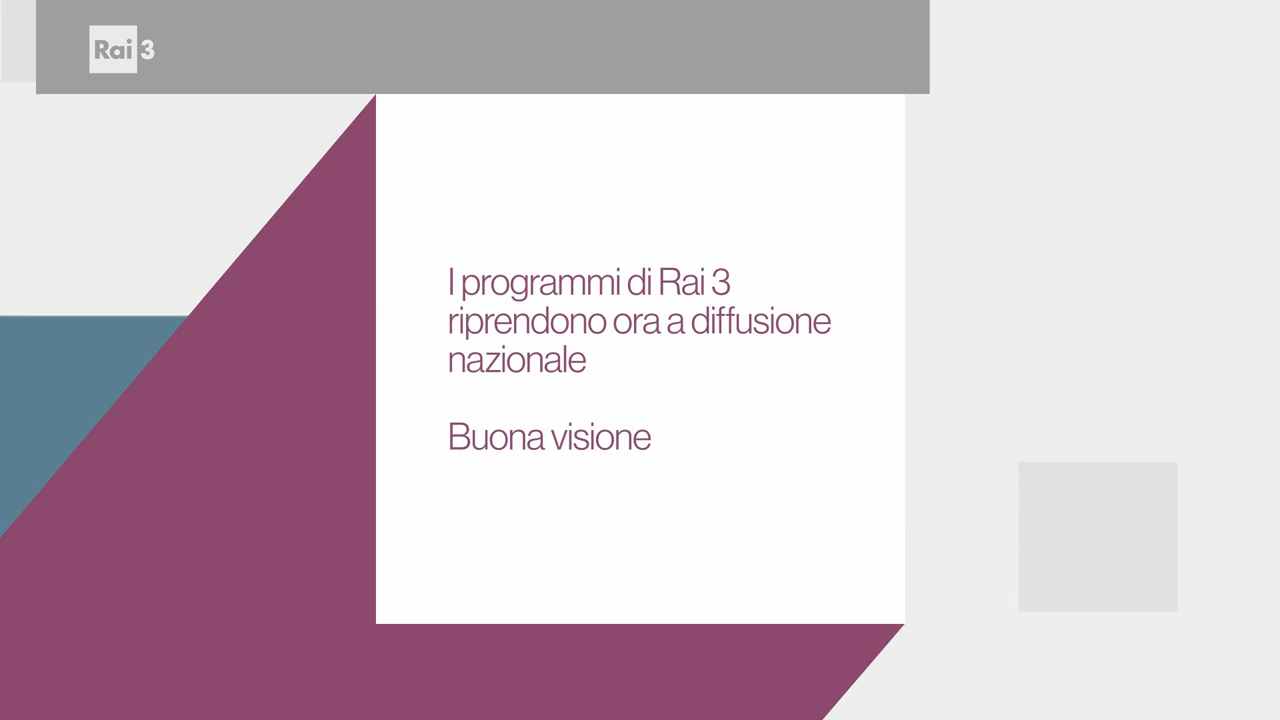 Rai 3
I programmi di Rai 3
riprendono ora a diffusione
nazionale
Buona visione